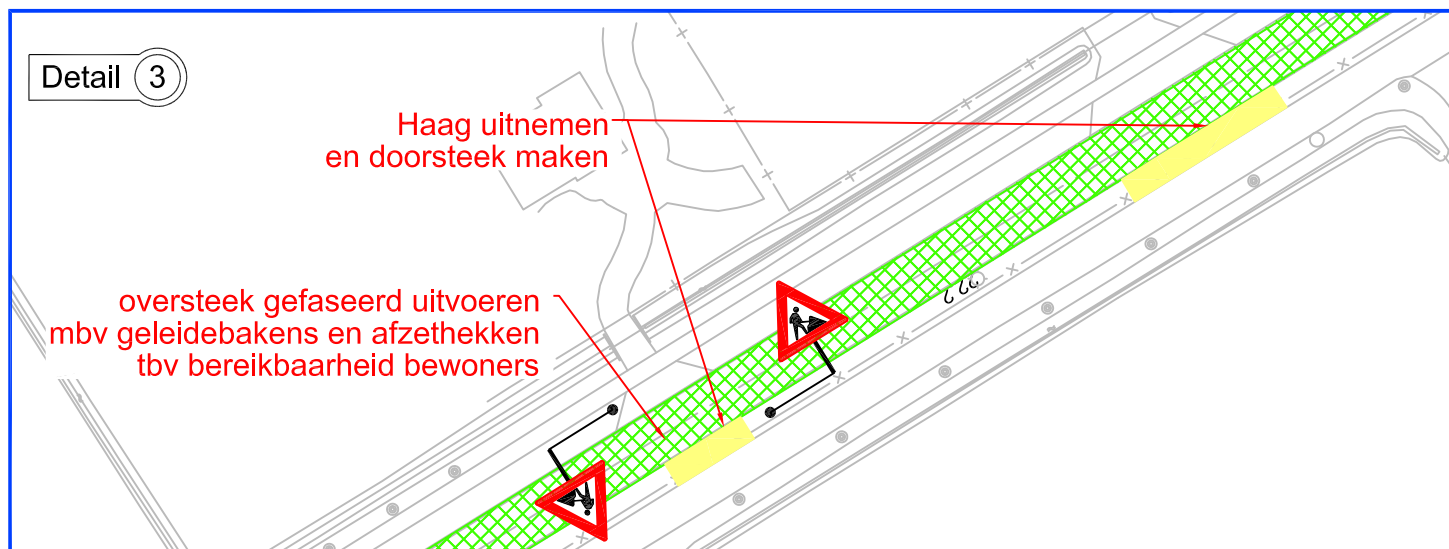 Detail 3
Haag uitnemen
en doorsteek maken
oversteek gefaseerd uitvoeren
mbv geleidebakens en afzethekken
tbv bereikbaarheid bewoners